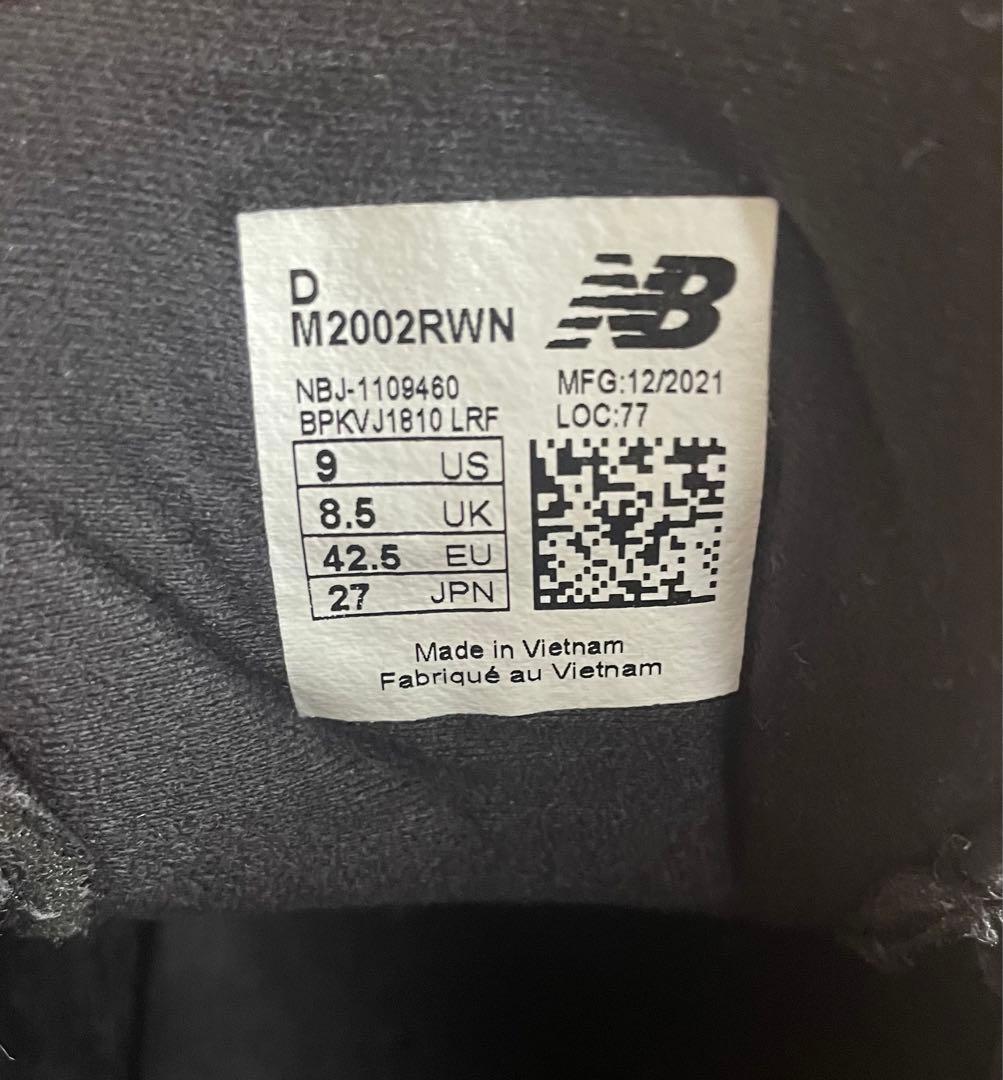 D
M2002RWN
NB
NBJ-1109460
BPKVJ1810 LRF
MFG:12/2021
LOC:77
9 US
8.5 UK
42.5 EU
27 JPN
Made in Vietnam
Fabriqué au Vietnam